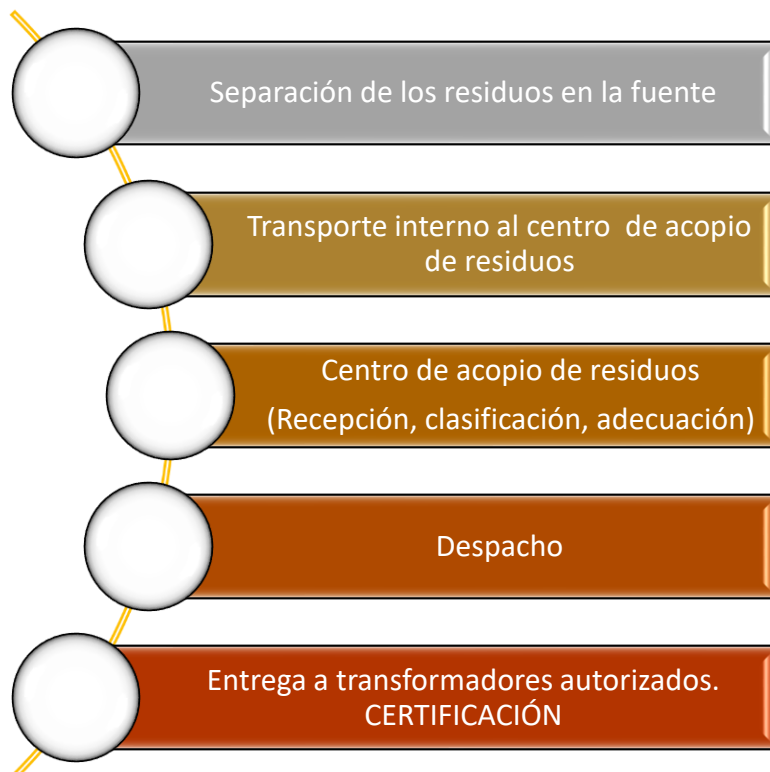 Separación de los residuos en la fuente
Transporte interno al centro de acopio
de residuos
Centro de acopio de residuos
(Recepción, clasificación, adecuación)
Despacho
Entrega a transformadores autorizados.
CERTIFICACIÓN